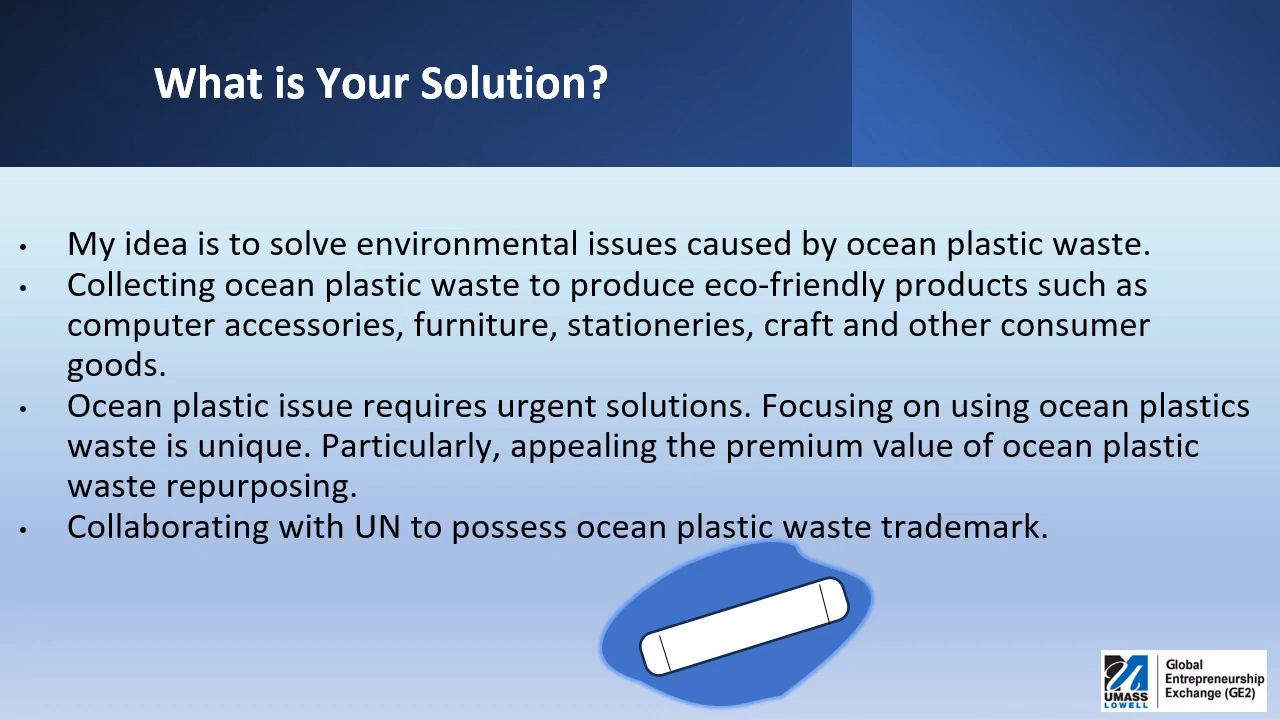 What is Your Solution?
• My idea is to solve environmental issues caused by ocean plastic waste.
• Collecting ocean plastic waste to produce eco-friendly products such as
computer accessories, furniture, stationeries, craft and other consumer
goods.
• Ocean plastic issue requires urgent solutions. Focusing on using ocean plastics
waste is unique. Particularly, appealing the premium value of ocean plastic
waste repurposing.
• Collaborating with UN to possess ocean plastic waste trademark.
UMASS
LOWELL
Global
Entrepreneurship
Exchange (GE2)